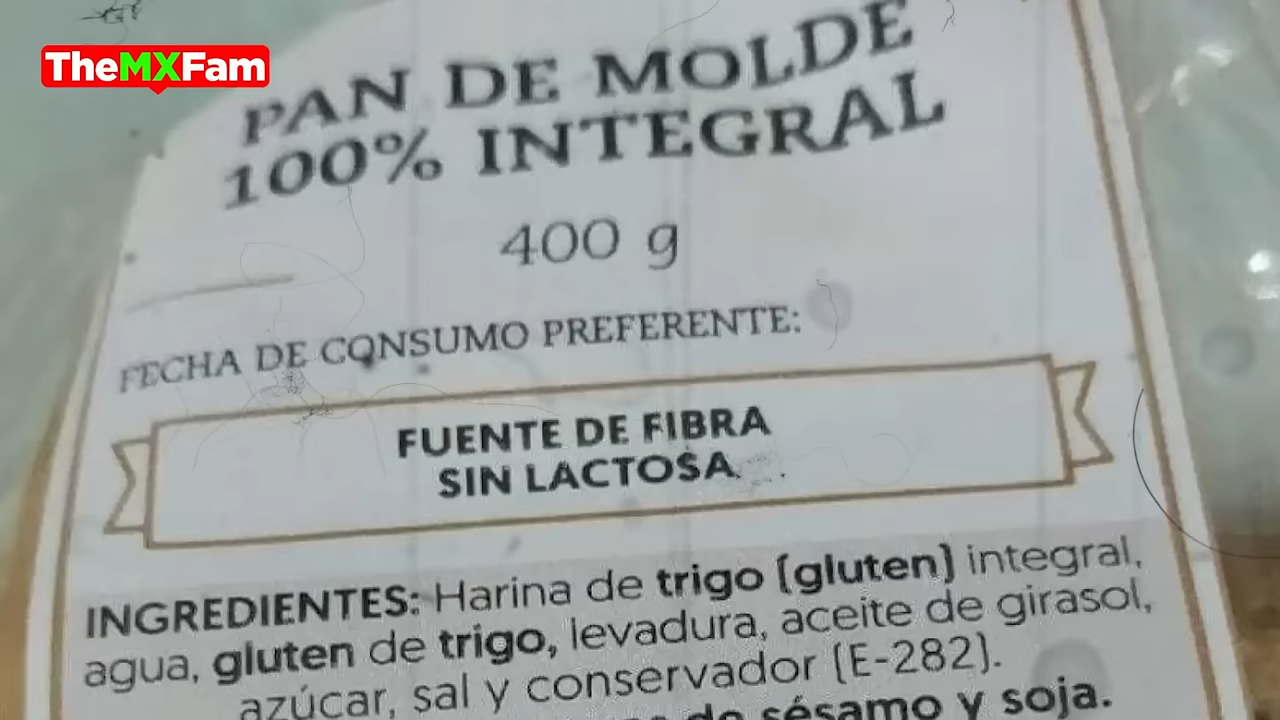 TheMXFam
PAN DE MOLDE
100% INTEGRAL
400 g
FECHA DE CONSUMO PREFERENTE:
FUENTE DE FIBRA
SIN LACTOSA
INGREDIENTES: Harina de trigo (gluten) integral,
agua, gluten de trigo, levadura, aceite de girasol,
azúcar, sal y conservador (E-282).
de sésamo y soja.